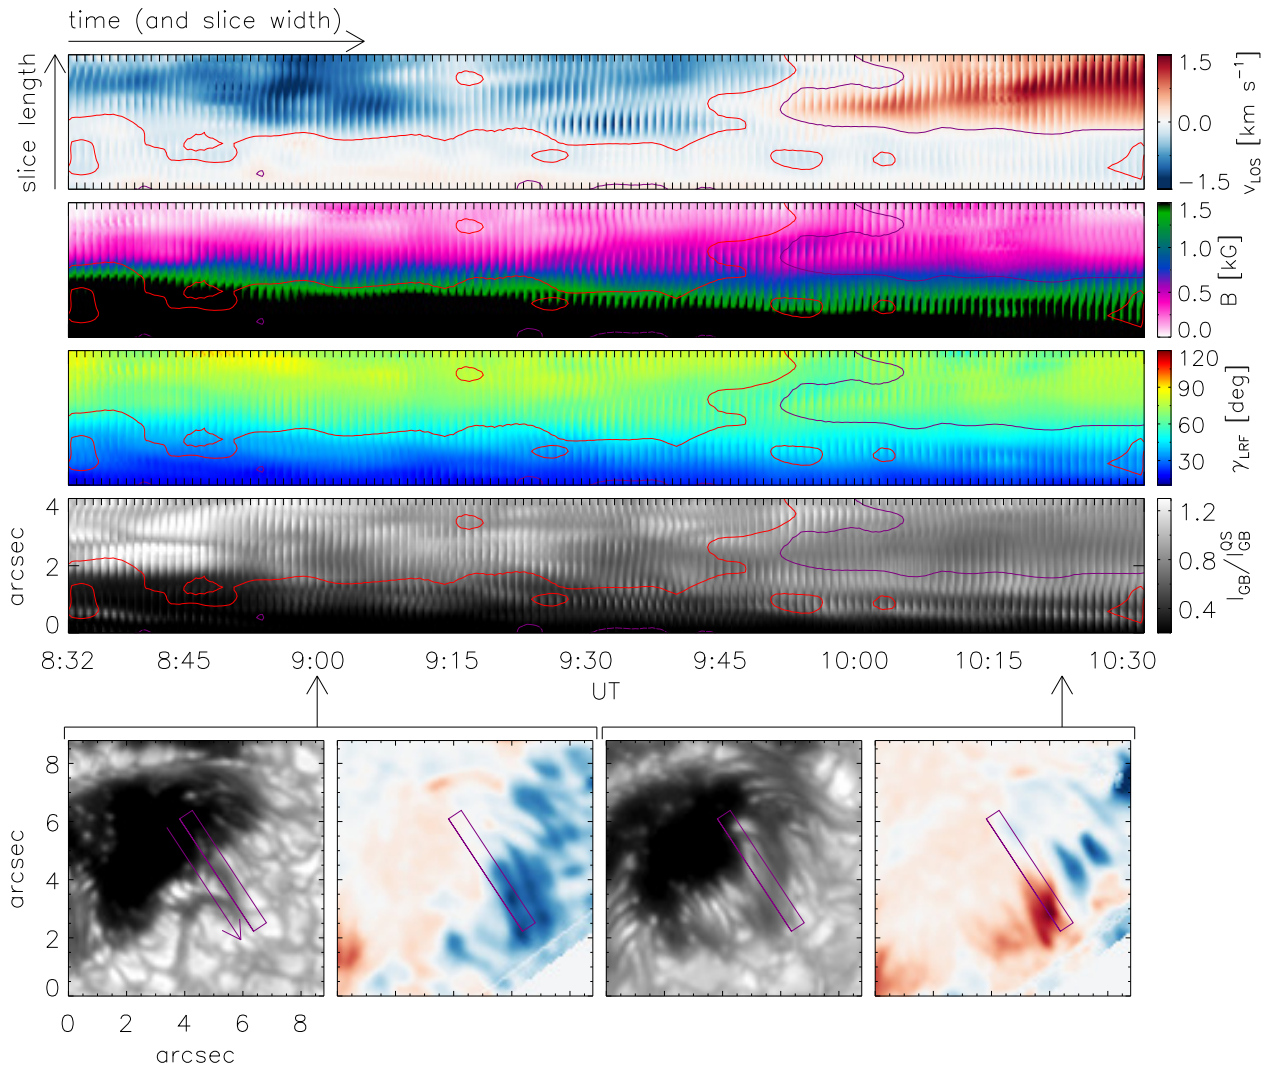 time (and slice width)
slice length
1.5
0.0
−1.5
v_LOS [km s⁻¹]
1.5
1.0
0.5
0.0
B [kG]
120
90
60
30
γ_LRF [deg]
4
2
0
arcsec
1.2
0.8
0.4
I_GB/I_GB^QS
8:32 8:45 9:00 9:15 9:30 9:45 10:00 10:15 10:30
UT
8
6
4
2
0
arcsec
0 2 4 6 8
arcsec